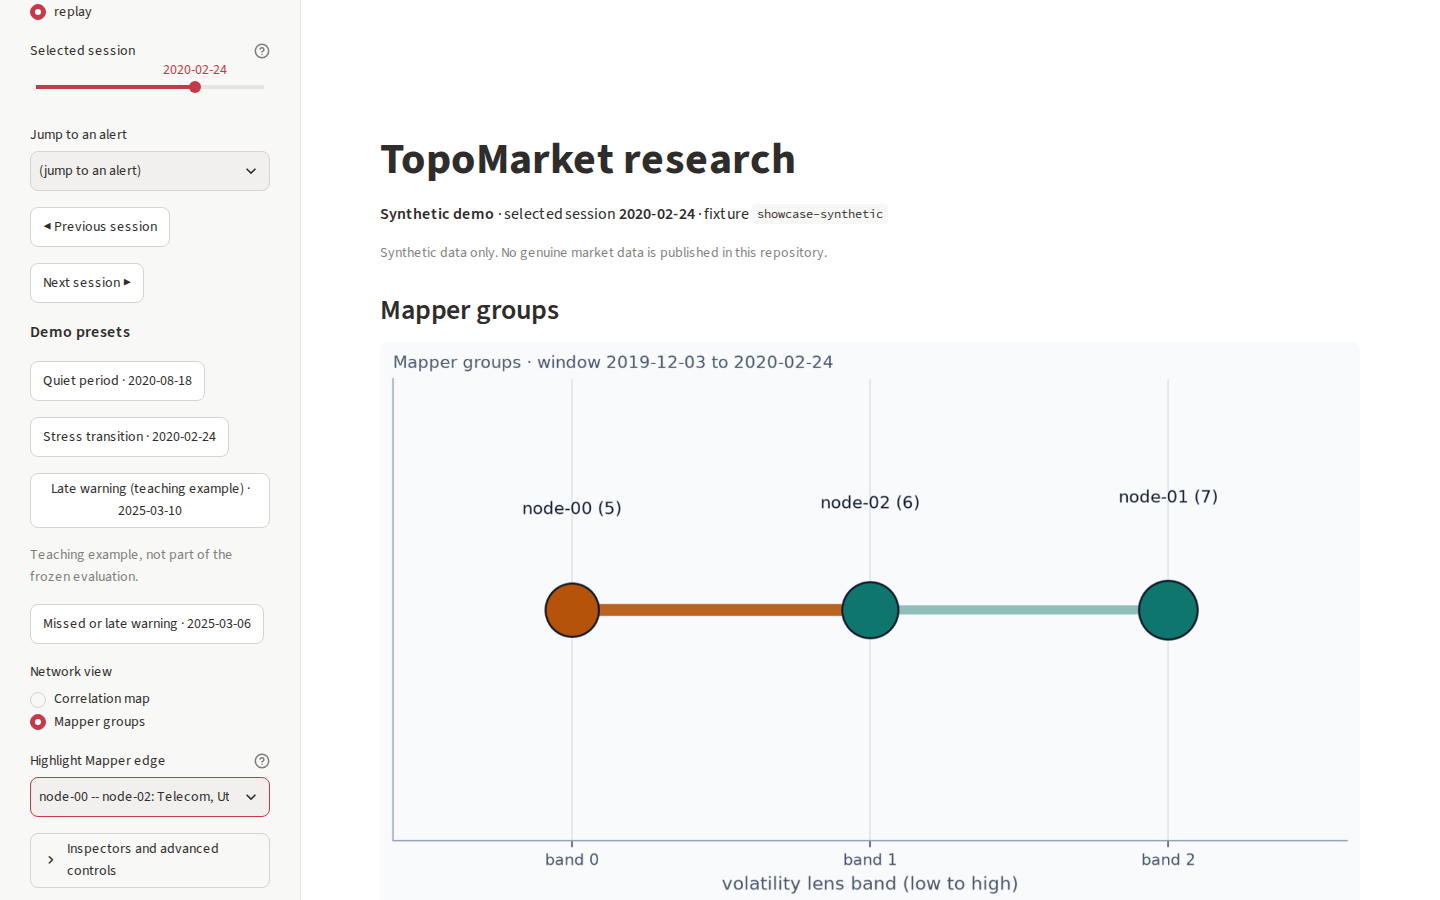 replay
Selected session
2020-02-24
Jump to an alert
(jump to an alert)
◂ Previous session
Next session ▸
Demo presets
Quiet period · 2020-08-18
Stress transition · 2020-02-24
Late warning (teaching example) ·
2025-03-10
Teaching example, not part of the
frozen evaluation.
Missed or late warning · 2025-03-06
Network view
Correlation map
Mapper groups
Highlight Mapper edge
node-00 -- node-02: Telecom, Ut
Inspectors and advanced
controls
TopoMarket research
Synthetic demo · selected session 2020-02-24 · fixture showcase-synthetic
Synthetic data only. No genuine market data is published in this repository.
Mapper groups
Mapper groups · window 2019-12-03 to 2020-02-24
node-00 (5)
node-02 (6)
node-01 (7)
band 0
band 1
band 2
volatility lens band (low to high)